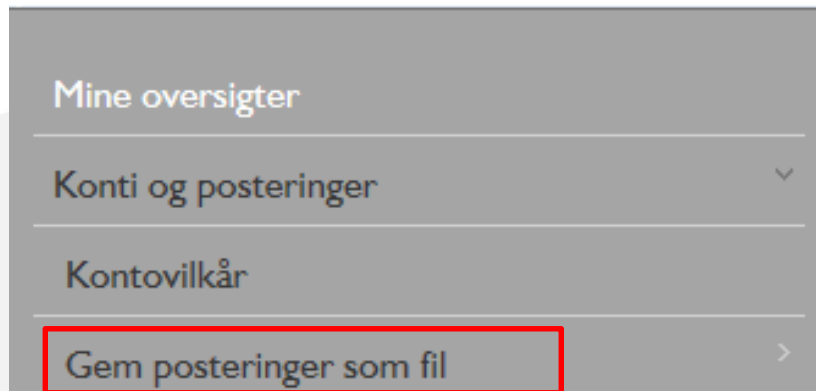 Mine oversigter
Konti og posteringer
Kontovilkår
Gem posteringer som fil